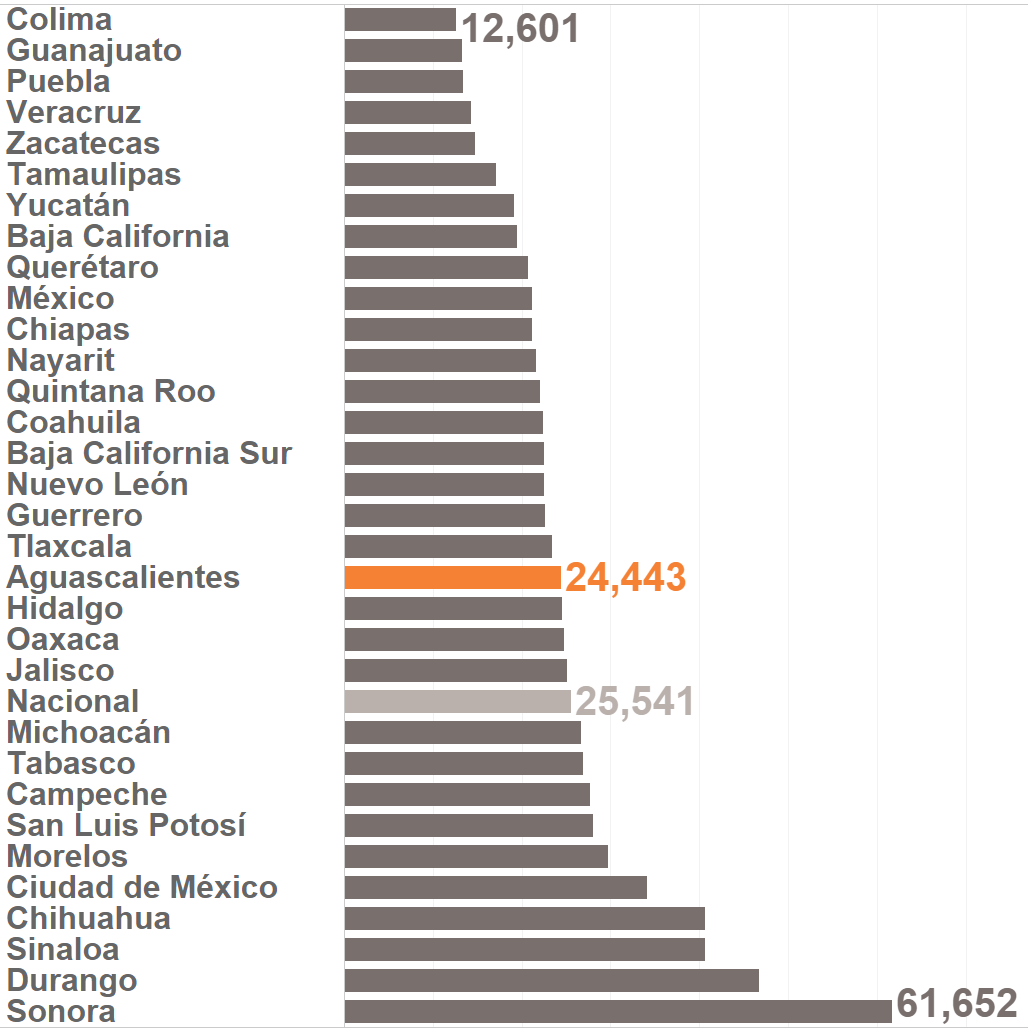 Colima 12,601
Guanajuato
Puebla
Veracruz
Zacatecas
Tamaulipas
Yucatán
Baja California
Querétaro
México
Chiapas
Nayarit
Quintana Roo
Coahuila
Baja California Sur
Nuevo León
Guerrero
Tlaxcala
Aguascalientes 24,443
Hidalgo
Oaxaca
Jalisco
Nacional 25,541
Michoacán
Tabasco
Campeche
San Luis Potosí
Morelos
Ciudad de México
Chihuahua
Sinaloa
Durango
Sonora 61,652